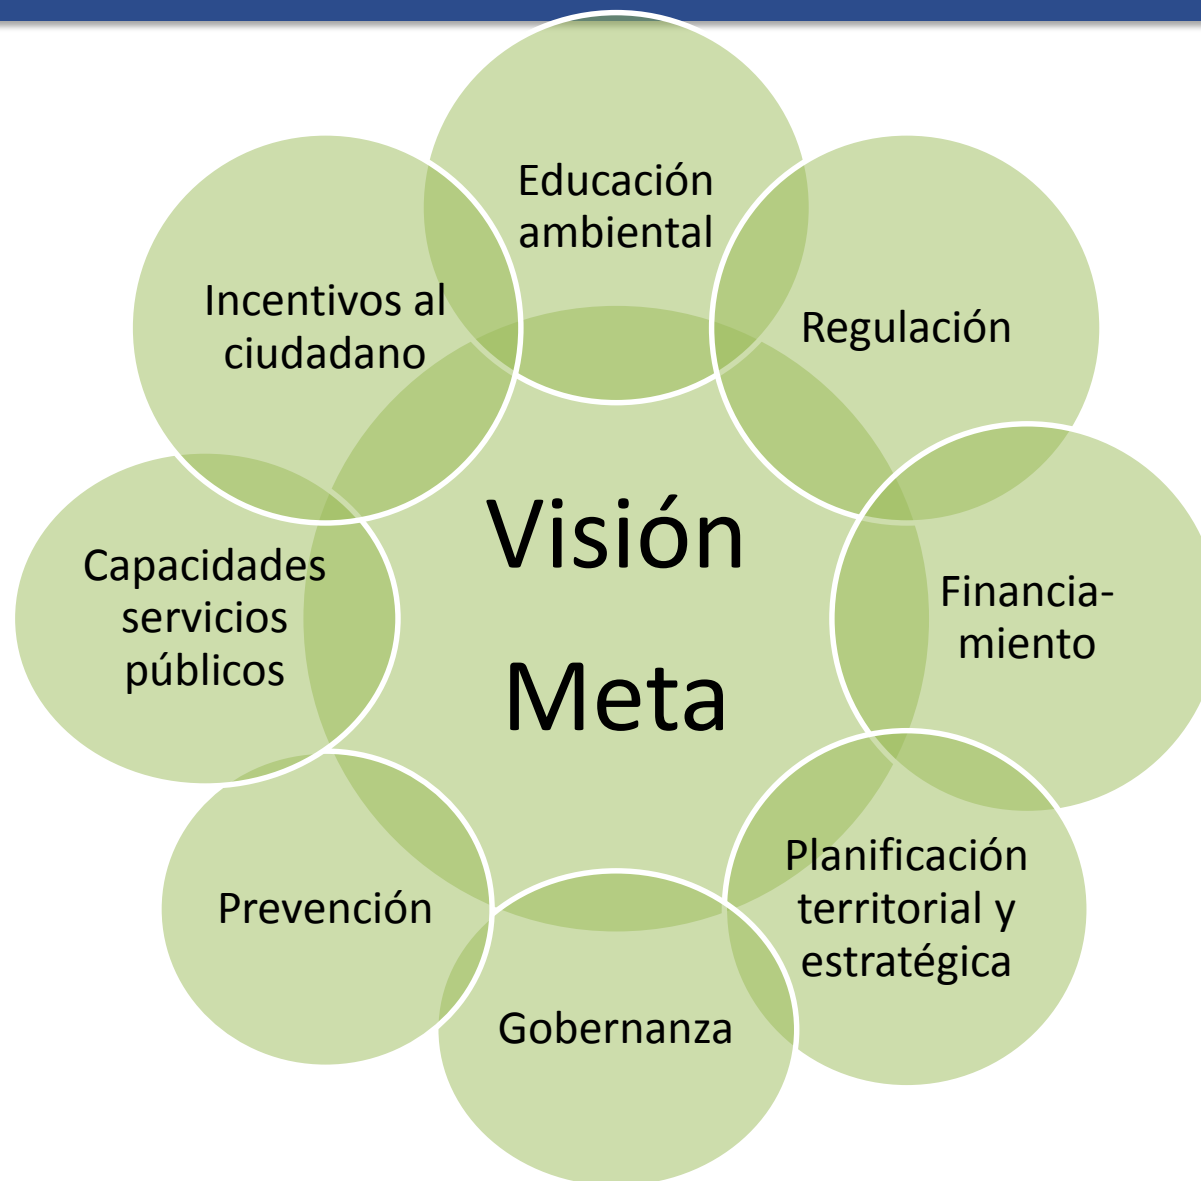 Educación
ambiental
Regulación
Financia-
miento
Planificación
territorial y
estratégica
Gobernanza
Prevención
Capacidades
servicios
públicos
Incentivos al
ciudadano
Visión
Meta